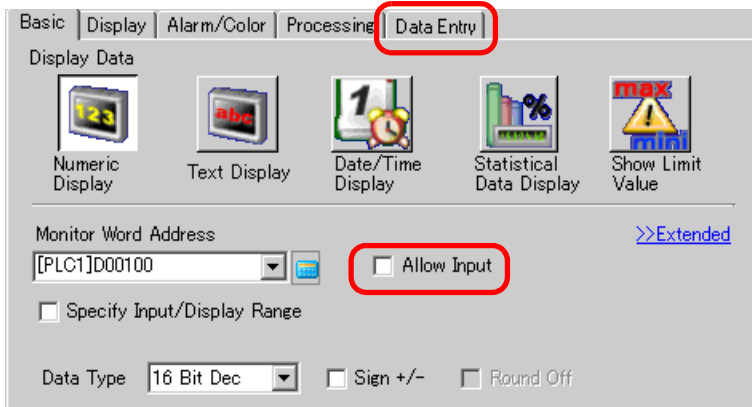 Basic Display Alarm/Color Processing Data Entry
Display Data
123 abc 1 % max mini
Numeric Display Text Display Date/Time Display Statistical Data Display Show Limit Value
Monitor Word Address >>Extended
[PLC1]D00100 Allow Input
Specify Input/Display Range
Data Type 16 Bit Dec Sign +/- Round Off